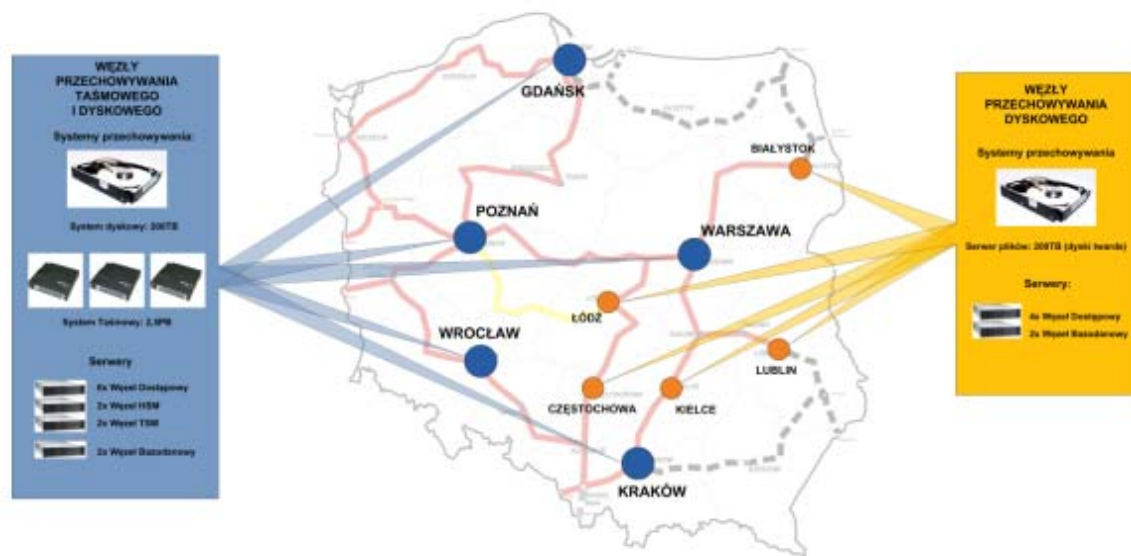 WĘZŁY
PRZECHOWYWANIA
TAŚMOWEGO
I DYSKOWEGO
Systemy przechowywania:
System dyskowy: 200TB
System Taśmowy: 2,5PB
Serwery
6x Węzeł Dostępowy
2x Węzeł HSM
2x Węzeł TSM
2x Węzeł Bazodanowy
GDAŃSK
BIAŁYSTOK
POZNAŃ
WARSZAWA
ŁÓDŹ
WROCŁAW
LUBLIN
CZĘSTOCHOWA
KIELCE
KRAKÓW
WĘZŁY
PRZECHOWYWANIA
DYSKOWEGO
Systemy przechowywania
Serwer plików: 200TB (dyski twarde)
Serwery:
4x Węzeł Dostępowy
2x Węzeł Bazodanowy